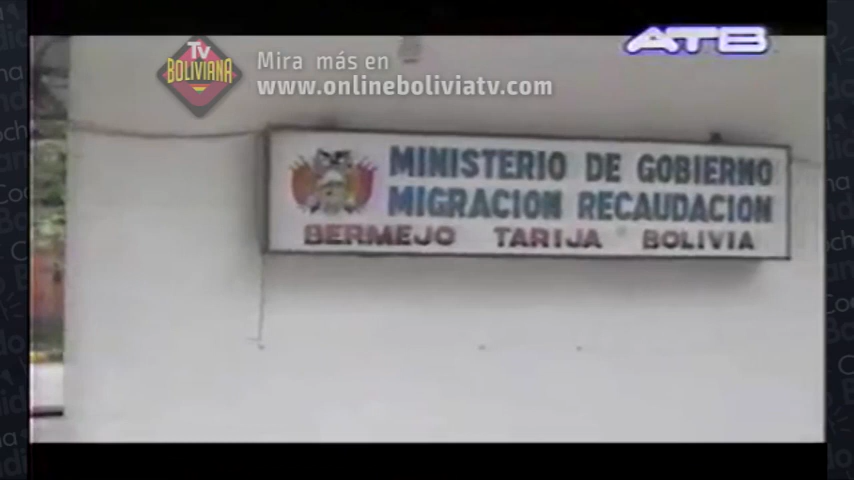 Tv
BOLIVIANA
Mira más en
www.onlineboliviatv.com
ATB
MINISTERIO DE GOBIERNO
MIGRACION RECAUDACION
BERMEJO TARIJA BOLIVIA